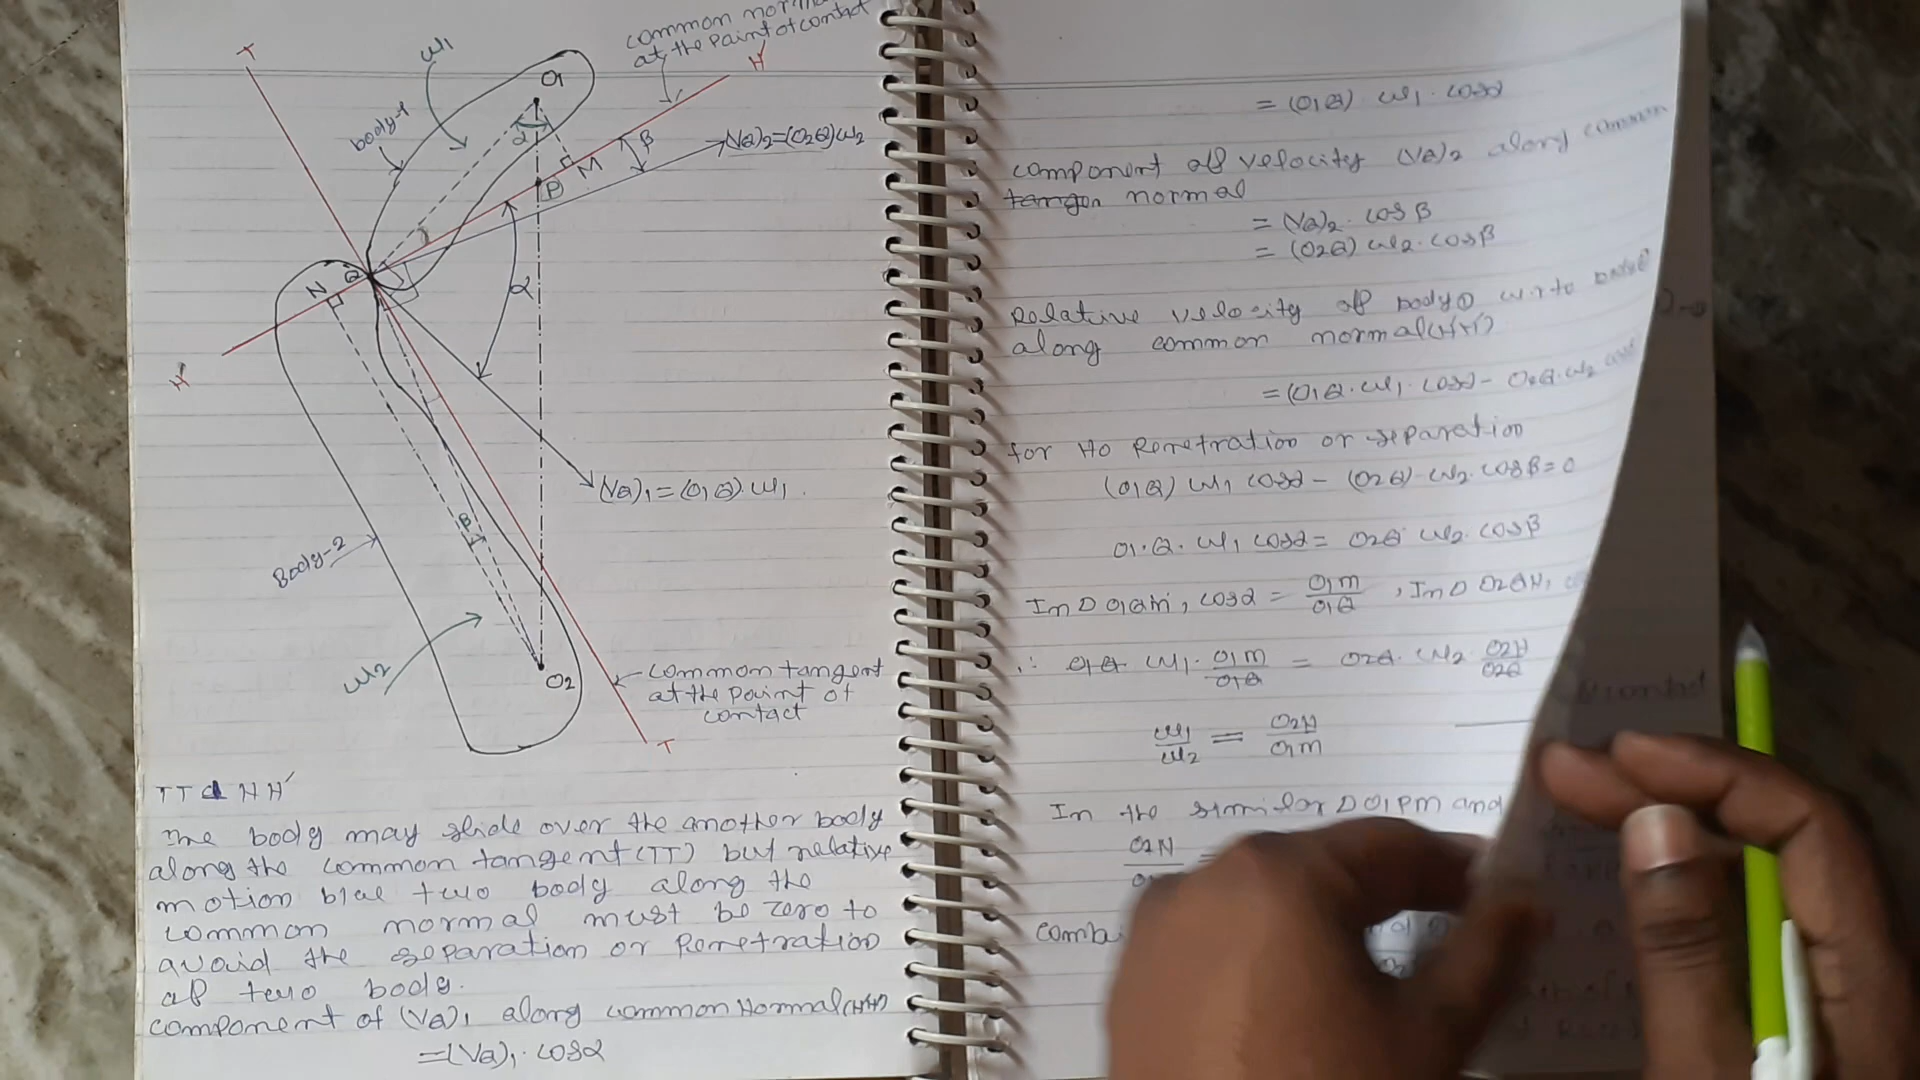 common normal
at the point of contact
T
N'
ω1
O1
body-1
α
(VQ)2=(O2Q)ω2
β
M
P
Q
N
α
N'
(VQ)1=(O1Q).ω1.
β
Body-2
ω2
O2
common tangent
at the point of
contact
T
TT ⊥ NN'
The body may slide over the another body
along the common tangent (TT) but relative
motion b/w two body along the
common normal must be zero to
avoid the separation or Penetration
of two body.
component of (VQ)1 along common Normal(NN')
=(VQ)1.cosα
= (O1Q) ω1. cosα
component of velocity (VQ)2 along common
normal
= (VQ)2. cosβ
= (O2Q) ω2. cosβ
Relative velocity of body① w.r.to
along common normal(NN')
=(O1Q.ω1.cosα - O2Q.ω2 cosβ
for No Penetration or separation
(O1Q) ω1 cosα - (O2Q).ω2.cosβ=0
O1.Q.ω1 cosα = O2Q ω2.cosβ
In Δ O1QM, cosα = O1M/O1Q , In Δ O2QN,
∴ O1Q ω1. O1M/O1Q = O2Q. ω2. O2N/O2Q
ω1/ω2 = O2N/O1M
In the similar Δ O1PM and
O2N
=